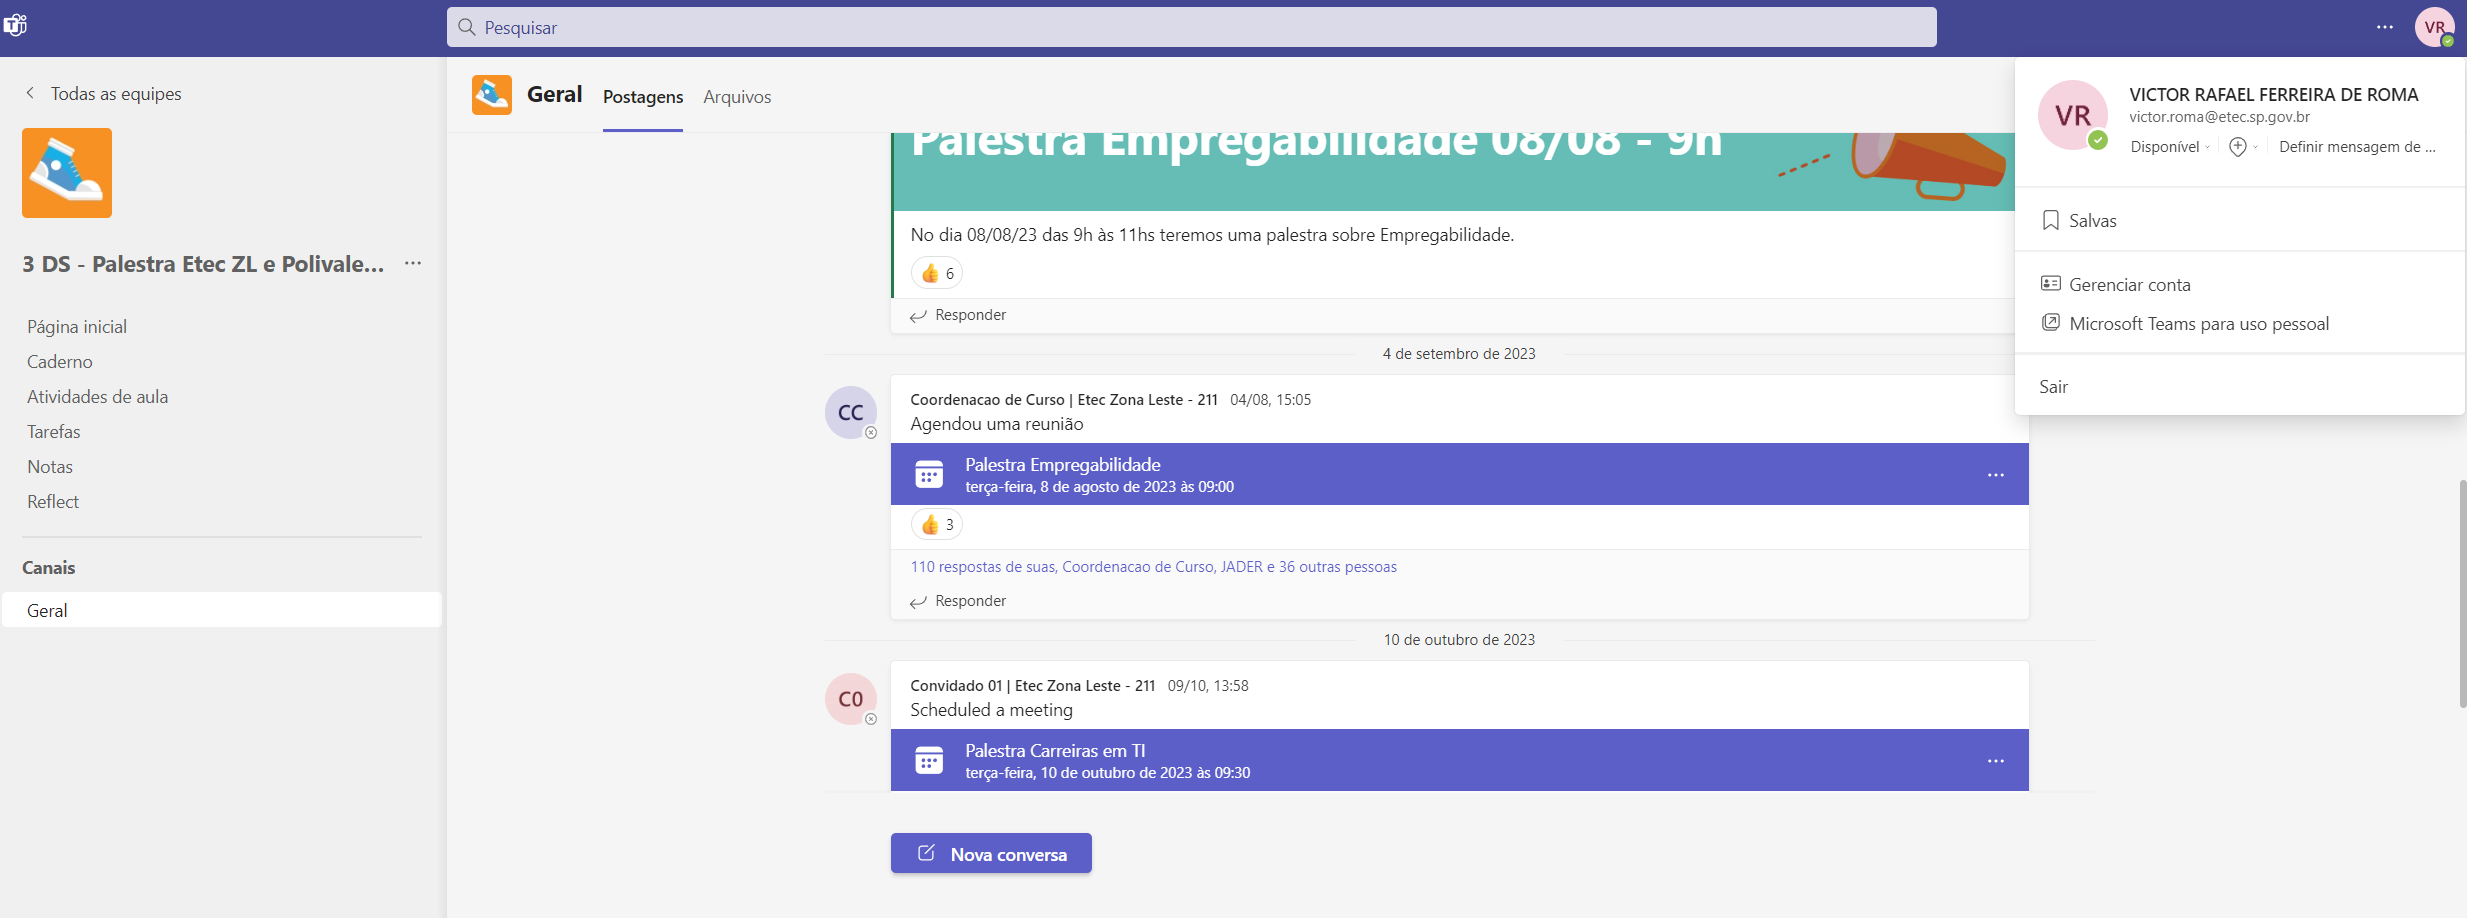 Pesquisar
VR
Todas as equipes
3 DS - Palestra Etec ZL e Polivale...
Página inicial
Caderno
Atividades de aula
Tarefas
Notas
Reflect
Canais
Geral
Geral
Postagens
Arquivos
Palestra Empregabilidade 08/08 - 9h
No dia 08/08/23 das 9h às 11hs teremos uma palestra sobre Empregabilidade.
6
Responder
4 de setembro de 2023
CC
Coordenacao de Curso | Etec Zona Leste - 211 04/08, 15:05
Agendou uma reunião
Palestra Empregabilidade
terça-feira, 8 de agosto de 2023 às 09:00
3
110 respostas de suas, Coordenacao de Curso, JADER e 36 outras pessoas
Responder
10 de outubro de 2023
C0
Convidado 01 | Etec Zona Leste - 211 09/10, 13:58
Scheduled a meeting
Palestra Carreiras em TI
terça-feira, 10 de outubro de 2023 às 09:30
Nova conversa
VR
VICTOR RAFAEL FERREIRA DE ROMA
victor.roma@etec.sp.gov.br
Disponível
Definir mensagem de ...
Salvas
Gerenciar conta
Microsoft Teams para uso pessoal
Sair